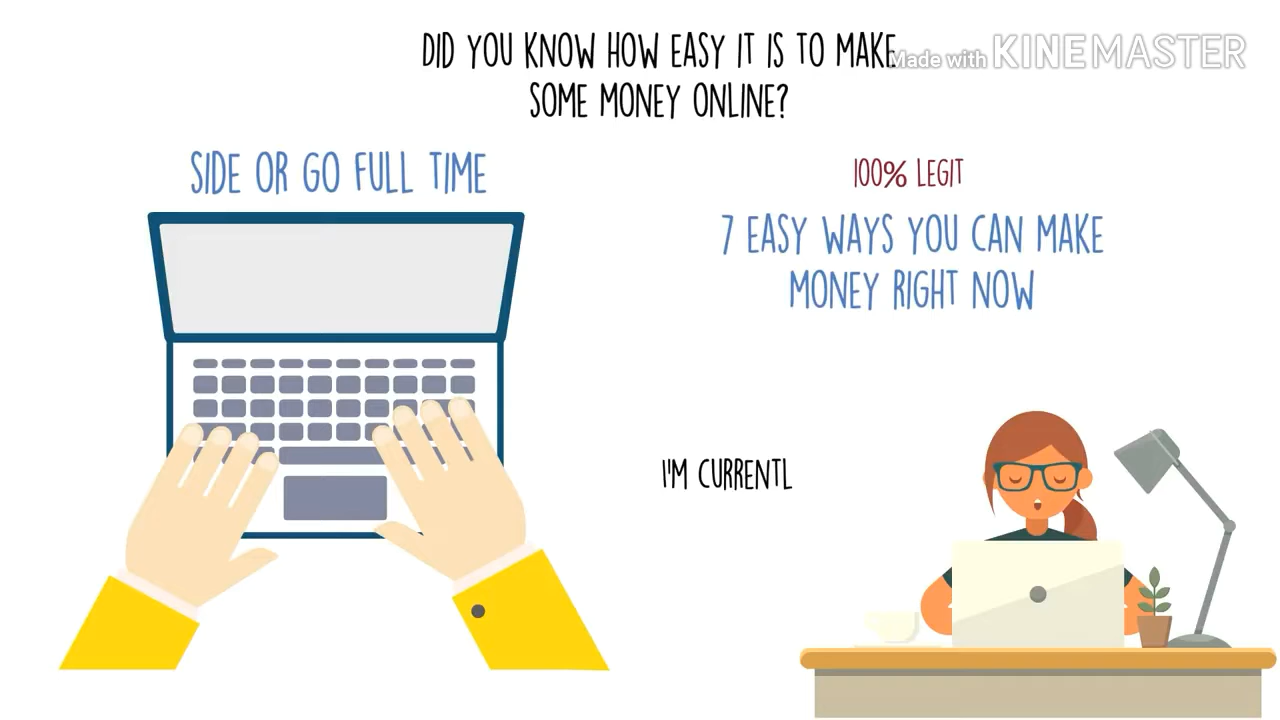 DID YOU KNOW HOW EASY IT IS TO MAKE
Made with KINEMASTER
SOME MONEY ONLINE?
SIDE OR GO FULL TIME
100% LEGIT
7 EASY WAYS YOU CAN MAKE
MONEY RIGHT NOW
I'M CURRENTL